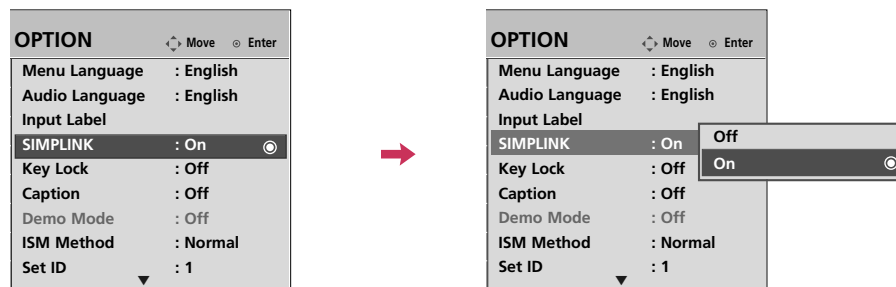 OPTION Move Enter
Menu Language : English
Audio Language : English
Input Label
SIMPLINK : On
Key Lock : Off
Caption : Off
Demo Mode : Off
ISM Method : Normal
Set ID : 1
OPTION Move Enter
Menu Language : English
Audio Language : English
Input Label
SIMPLINK : On
Key Lock : Off
Caption : Off
Demo Mode : Off
ISM Method : Normal
Set ID : 1
Off
On